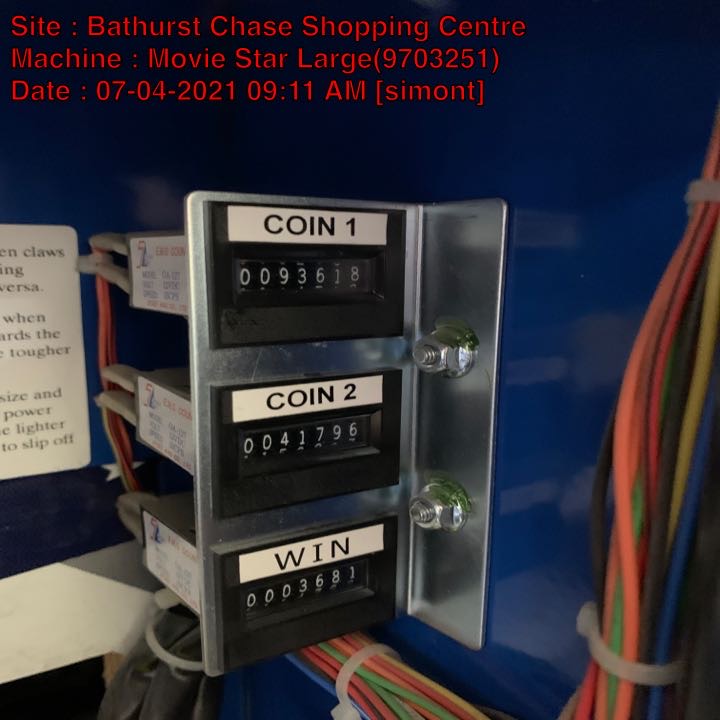 Site : Bathurst Chase Shopping Centre
Machine : Movie Star Large(9703251)
Date : 07-04-2021 09:11 AM [simont]
en claws
ing
versa.
when
ards the
e tougher
size and
power
e lighter
to slip off
COIN 1
0093618
COIN 2
0041796
WIN
0003681